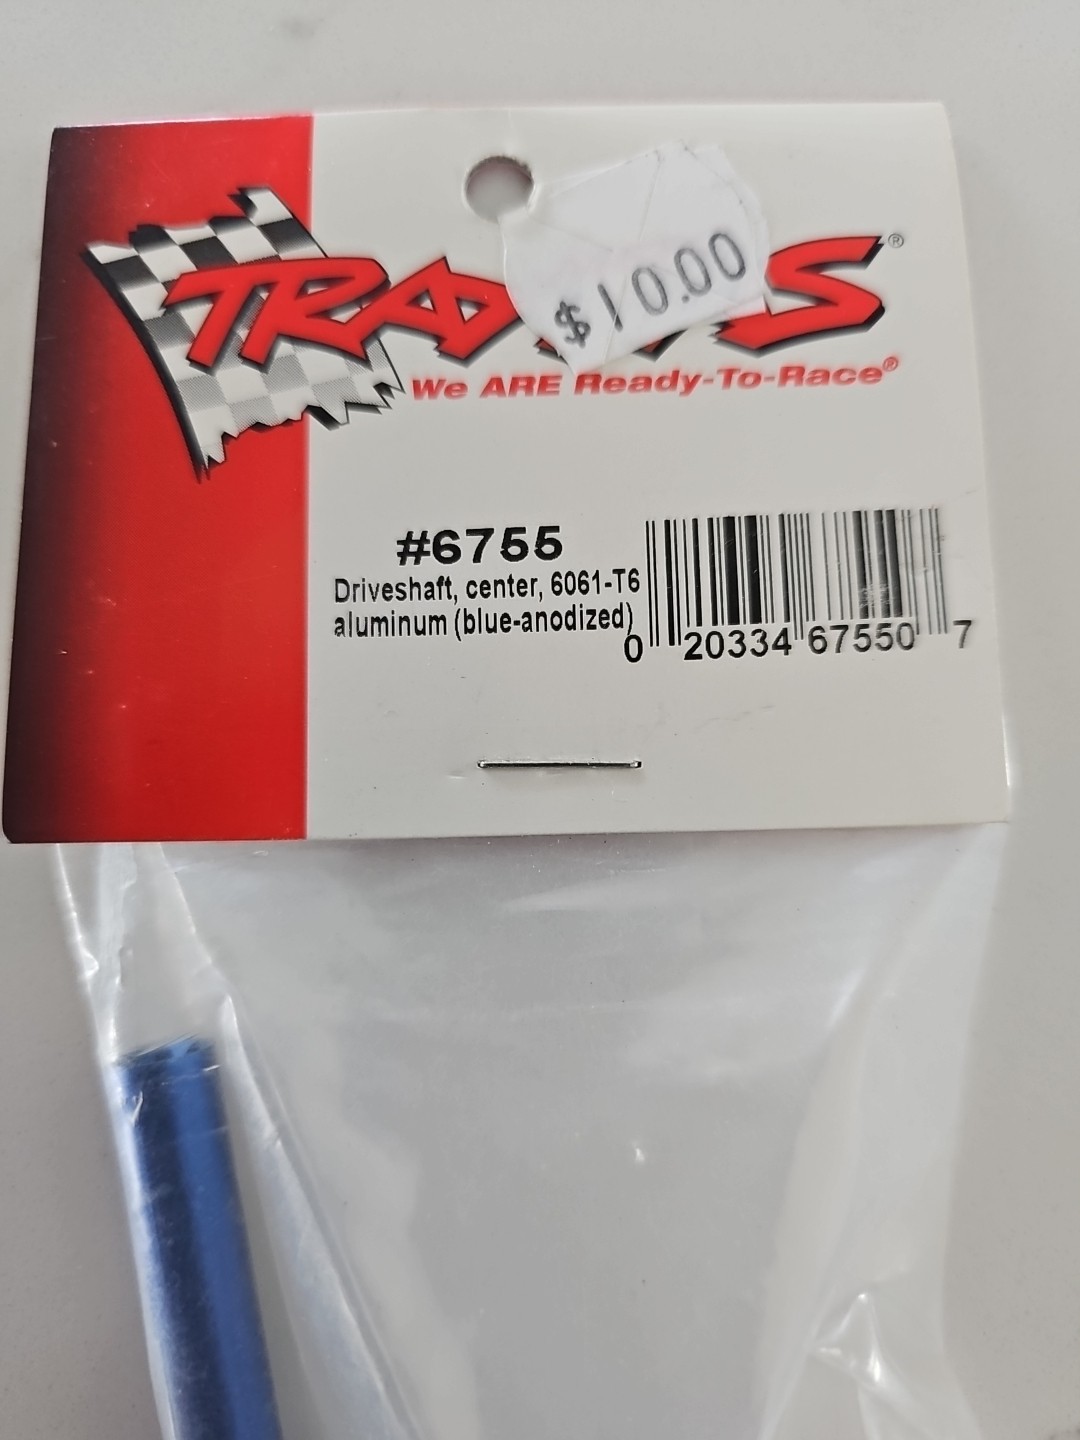 TRAXXAS®
$10.00
We ARE Ready-To-Race®
#6755
Driveshaft, center, 6061-T6
aluminum (blue-anodized)
0 20334 67550 7